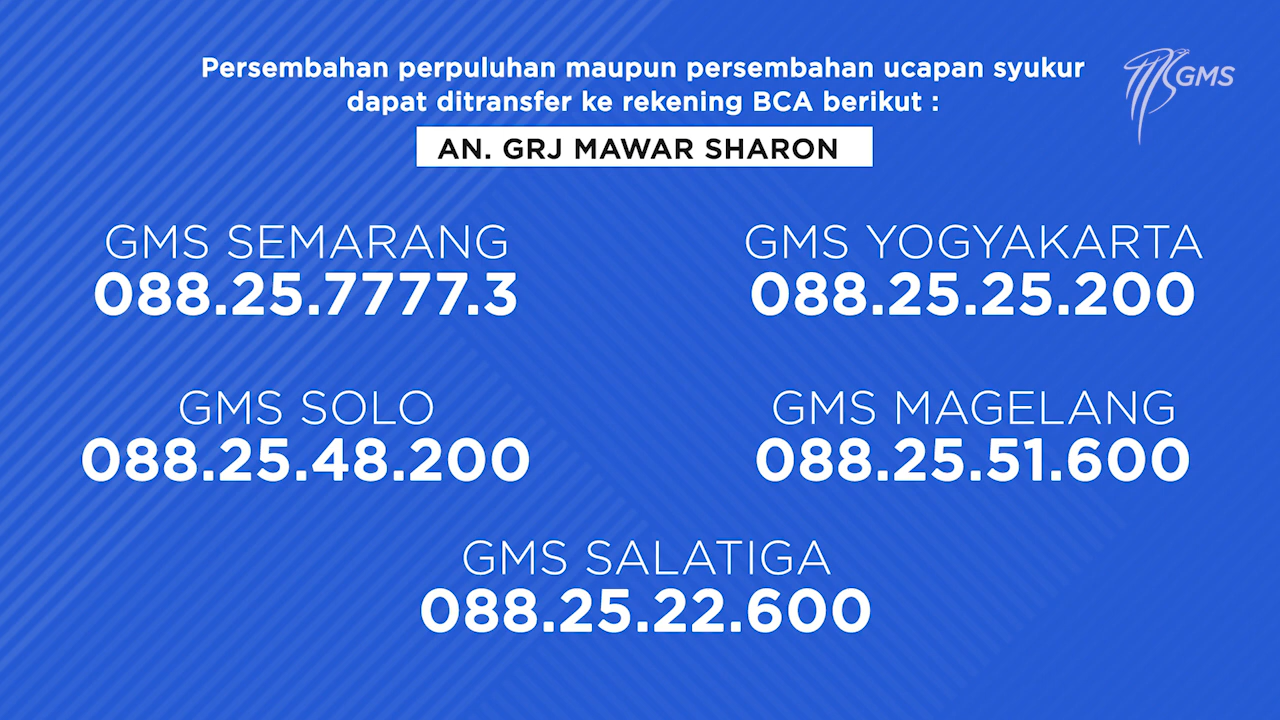 Persembahan perpuluhan maupun persembahan ucapan syukur
dapat ditransfer ke rekening BCA berikut :
AN. GRJ MAWAR SHARON
GMS
GMS SEMARANG
088.25.7777.3
GMS YOGYAKARTA
088.25.25.200
GMS SOLO
088.25.48.200
GMS MAGELANG
088.25.51.600
GMS SALATIGA
088.25.22.600